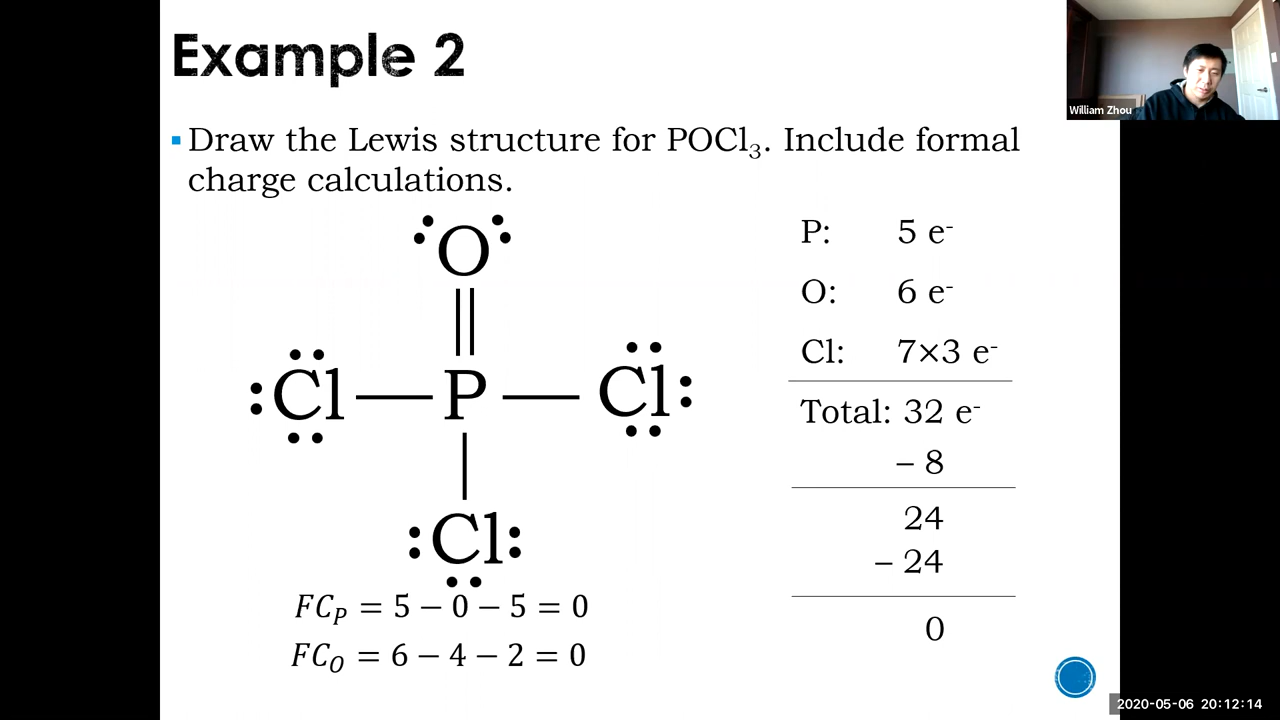 Example 2
William Zhou
▪ Draw the Lewis structure for POCl₃. Include formal
charge calculations.
O
Cl P Cl
Cl
P: 5 e⁻
O: 6 e⁻
Cl: 7×3 e⁻
Total: 32 e⁻
– 8
24
– 24
0
FC_P = 5 − 0 − 5 = 0
FC_O = 6 − 4 − 2 = 0
2020-05-06 20:12:14